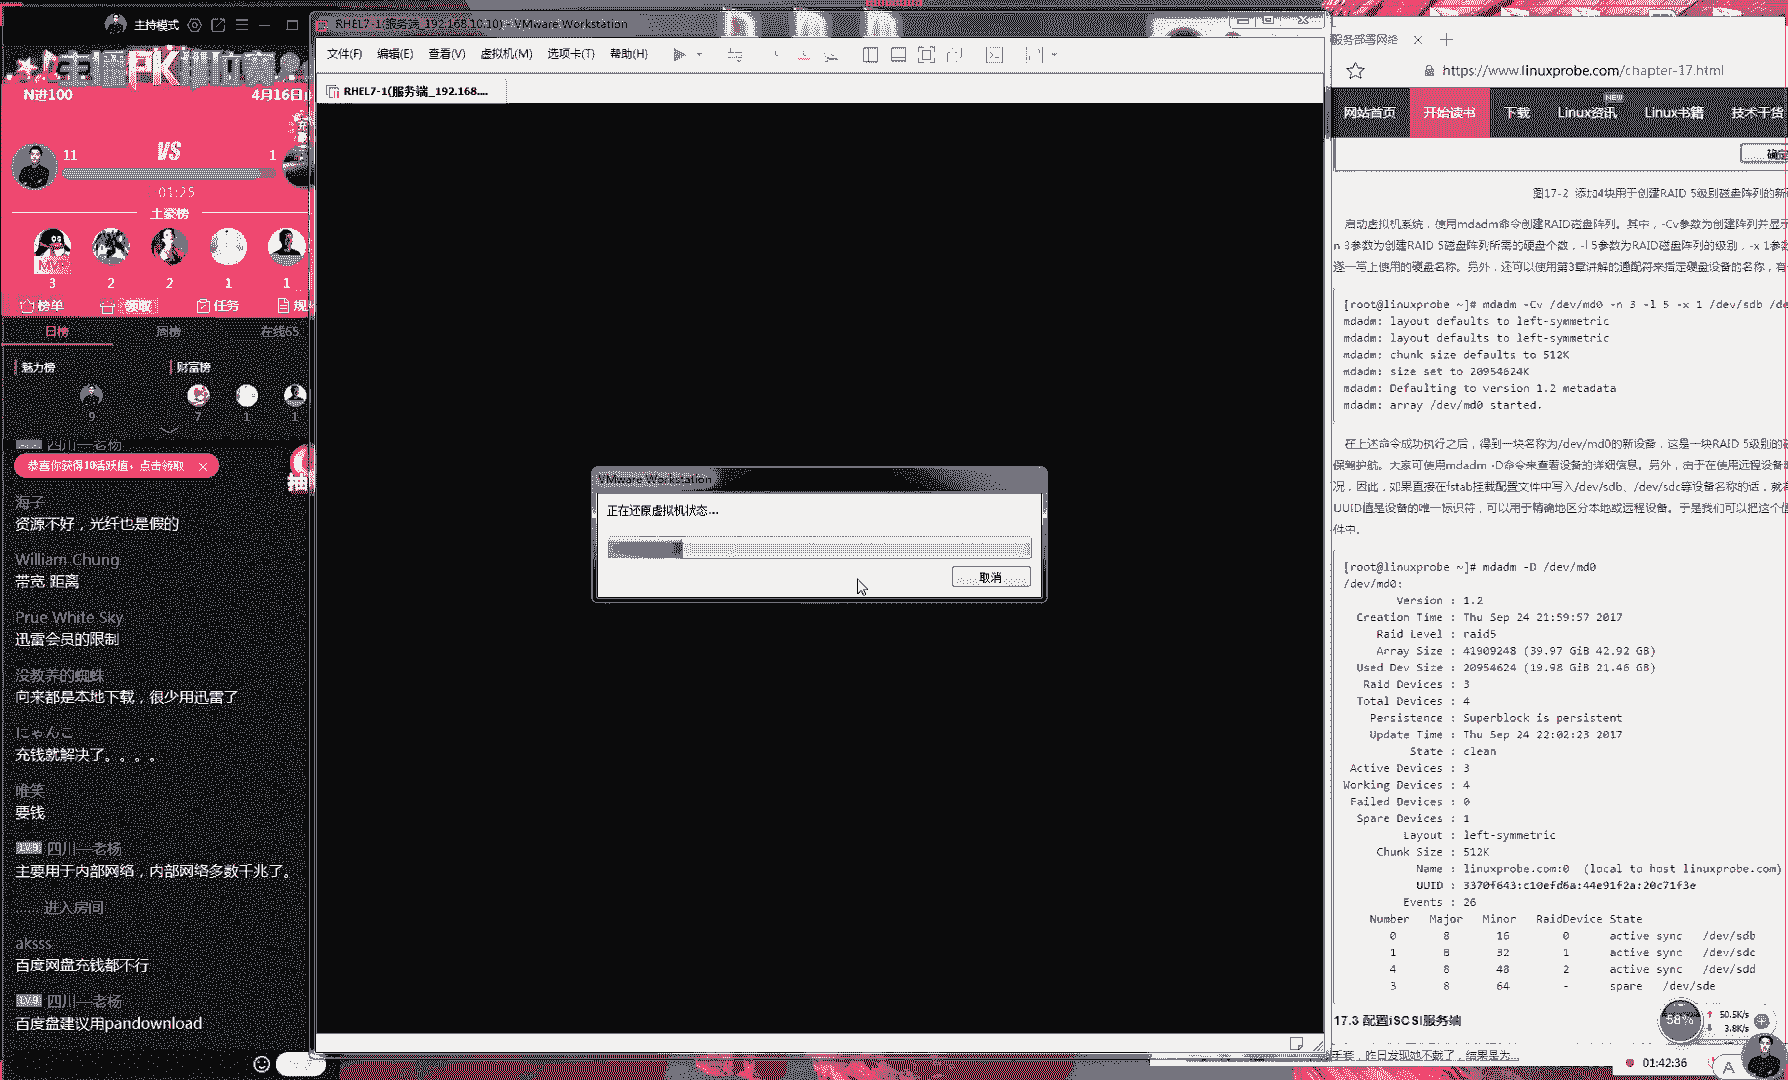 主持模式
主播PK
N进100
4月16日
11
VS
1
01:25
土豪榜
3
2
2
1
1
榜单
领取
任务
日榜
周榜
在线65
魅力榜
财富榜
9
7
1
1
四川—老杨
恭喜你获得10活跃值，点击领取
海子
资源不好，光纤也是假的
William Chung
带宽 距离
Prue White Sky
迅雷会员的限制
没教养的蜘蛛
向来都是本地下载，很少用迅雷了
にゃんこ
充钱就解决了。。。。
唯笑
要钱
LV.9 四川—老杨
主要用于内部网络，内部网络多数千兆了。
...... 进入房间
aksss
百度网盘充钱都不行
LV.9 四川—老杨
百度盘建议用pandownload
RHEL7-1(服务端_192.168.10.10) - VMware Workstation
文件(F) 编辑(E) 查看(V) 虚拟机(M) 选项卡(T) 帮助(H)
RHEL7-1(服务端_192.168....
VMware Workstation
正在还原虚拟机状态...
取消
服务部署网络
https://www.linuxprobe.com/chapter-17.html
网站首页 开始读书 下载 Linux资讯 NEW Linux书籍 技术干货
确定
图17-2 添加4块用于创建RAID 5级别磁盘阵列的新
启动虚拟机系统，使用mdadm命令创建RAID磁盘阵列。其中，-Cv参数为创建阵列并显示
n 3参数为创建RAID 5磁盘阵列所需的硬盘个数，-l 5参数为RAID磁盘阵列的级别，-x 1参数
逐一写上使用的硬盘名称。另外，还可以使用第3章讲解的通配符来指定硬盘设备的名称，有
[root@linuxprobe ~]# mdadm -Cv /dev/md0 -n 3 -l 5 -x 1 /dev/sdb /de
mdadm: layout defaults to left-symmetric
mdadm: layout defaults to left-symmetric
mdadm: chunk size defaults to 512K
mdadm: size set to 20954624K
mdadm: Defaulting to version 1.2 metadata
mdadm: array /dev/md0 started.
在上述命令成功执行之后，得到一块名称为/dev/md0的新设备，这是一块RAID 5级别的
保驾护航。大家可使用mdadm -D命令来查看设备的详细信息。另外，由于在使用远程设备
况，因此，如果直接在fstab挂载配置文件中写入/dev/sdb、/dev/sdc等设备名称的话，就有
UUID值是设备的唯一标识符，可以用于精确地区分本地或远程设备。于是我们可以把这个值
件中。
[root@linuxprobe ~]# mdadm -D /dev/md0
/dev/md0:
Version : 1.2
Creation Time : Thu Sep 24 21:59:57 2017
Raid Level : raid5
Array Size : 41909248 (39.97 GiB 42.92 GB)
Used Dev Size : 20954624 (19.98 GiB 21.46 GB)
Raid Devices : 3
Total Devices : 4
Persistence : Superblock is persistent
Update Time : Thu Sep 24 22:02:23 2017
State : clean
Active Devices : 3
Working Devices : 4
Failed Devices : 0
Spare Devices : 1
Layout : left-symmetric
Chunk Size : 512K
Name : linuxprobe.com:0 (local to host linuxprobe.com)
UUID : 3370f643:c10efd6a:44e91f2a:20c71f3e
Events : 26
Number Major Minor RaidDevice State
0 8 16 0 active sync /dev/sdb
1 8 32 1 active sync /dev/sdc
4 8 48 2 active sync /dev/sdd
3 8 64 - spare /dev/sde
17.3 配置iSCSI服务端
58%
50.5K/s
3.8K/s
手套，昨日发现她不戴了，结果是为...
01:42:36